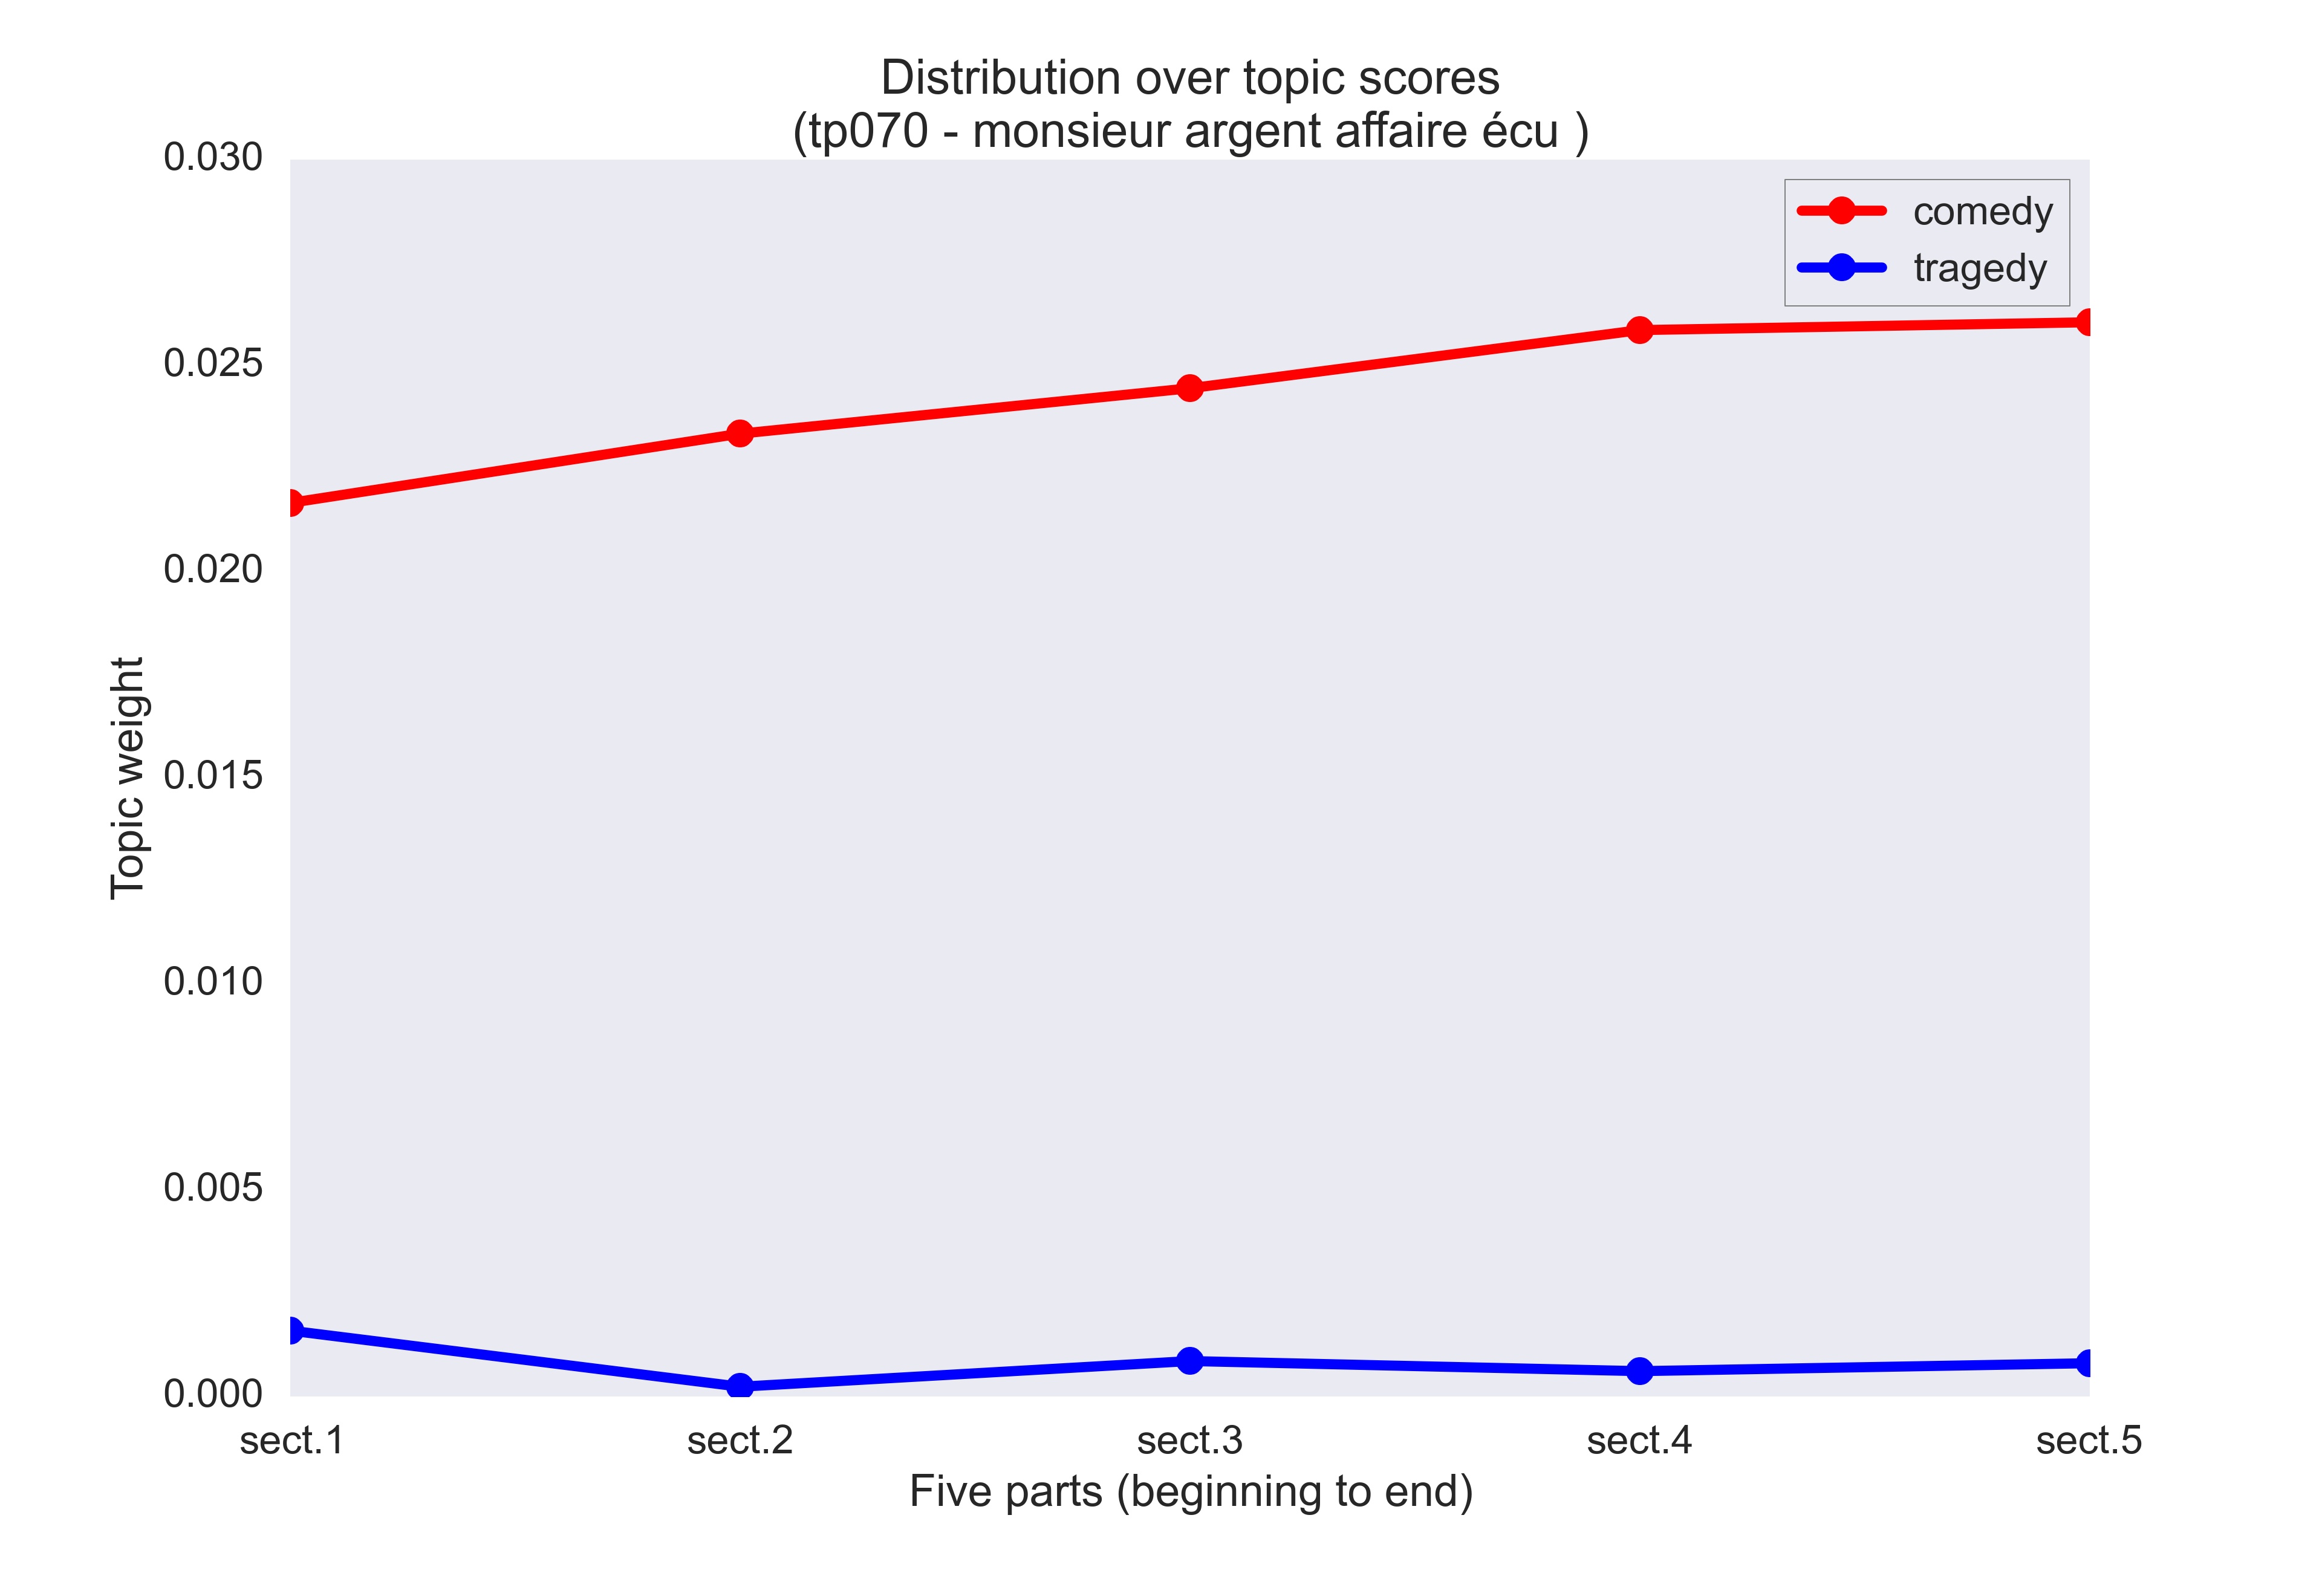 Distribution over topic scores
(tp070 - monsieur argent affaire écu )
0.030
0.025
0.020
0.015
0.010
0.005
0.000
Topic weight
comedy
tragedy
sect.1 sect.2 sect.3 sect.4 sect.5
Five parts (beginning to end)